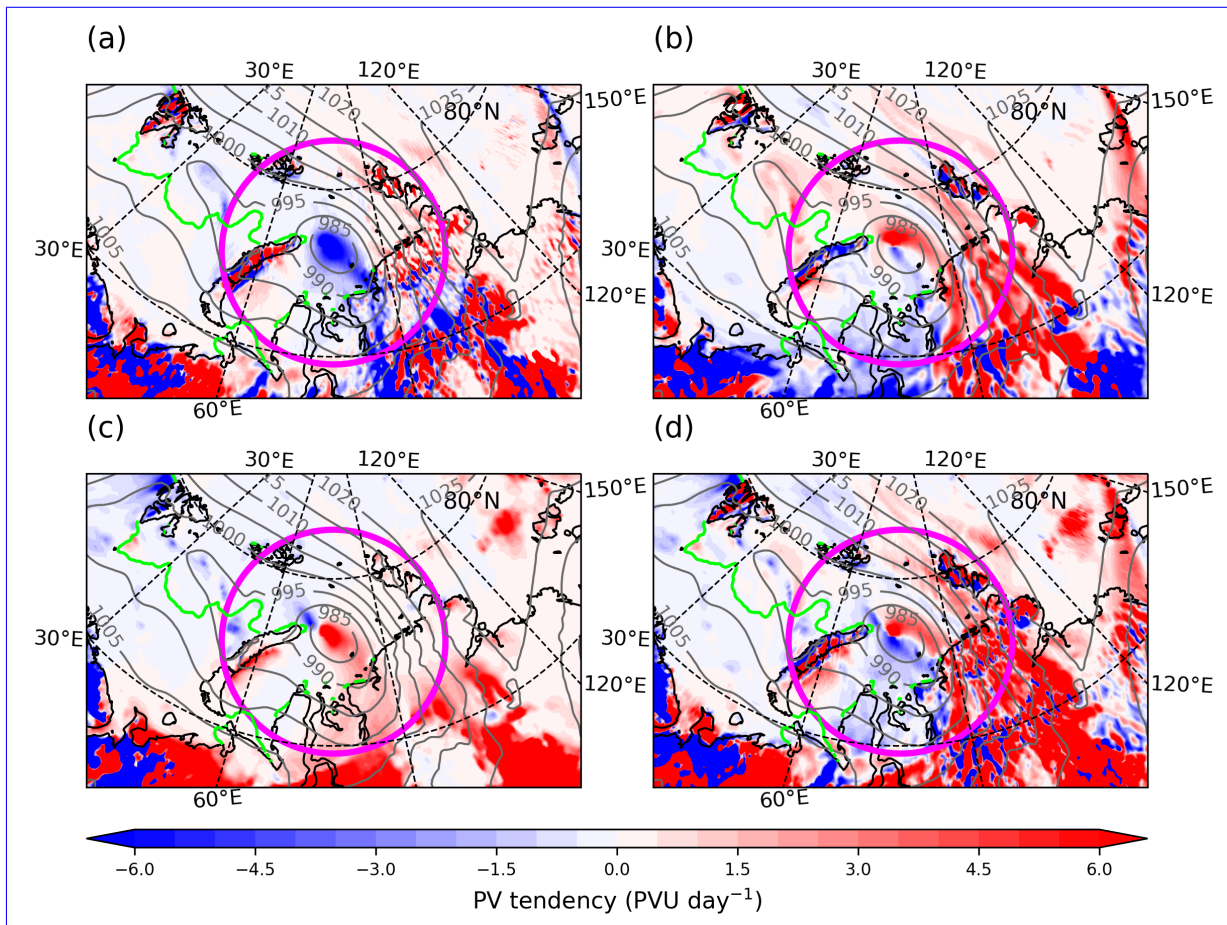 (a) (b)
30°E 120°E 30°E 120°E
15 1020 1025 80°N 150°E 15 1020 1025 80°N 150°E
1010 1010
1000 1000
995 995
985 985
1005 30°E 990 1005 30°E 990
120°E 120°E
60°E 60°E
(c) (d)
30°E 120°E 30°E 120°E
15 1020 1025 80°N 150°E 15 1020 1025 80°N 150°E
1010 1010
1000 1000
995 995
985 985
1005 30°E 990 1005 30°E 990
120°E 120°E
60°E 60°E
−6.0 −4.5 −3.0 −1.5 0.0 1.5 3.0 4.5 6.0
PV tendency (PVU day⁻¹)